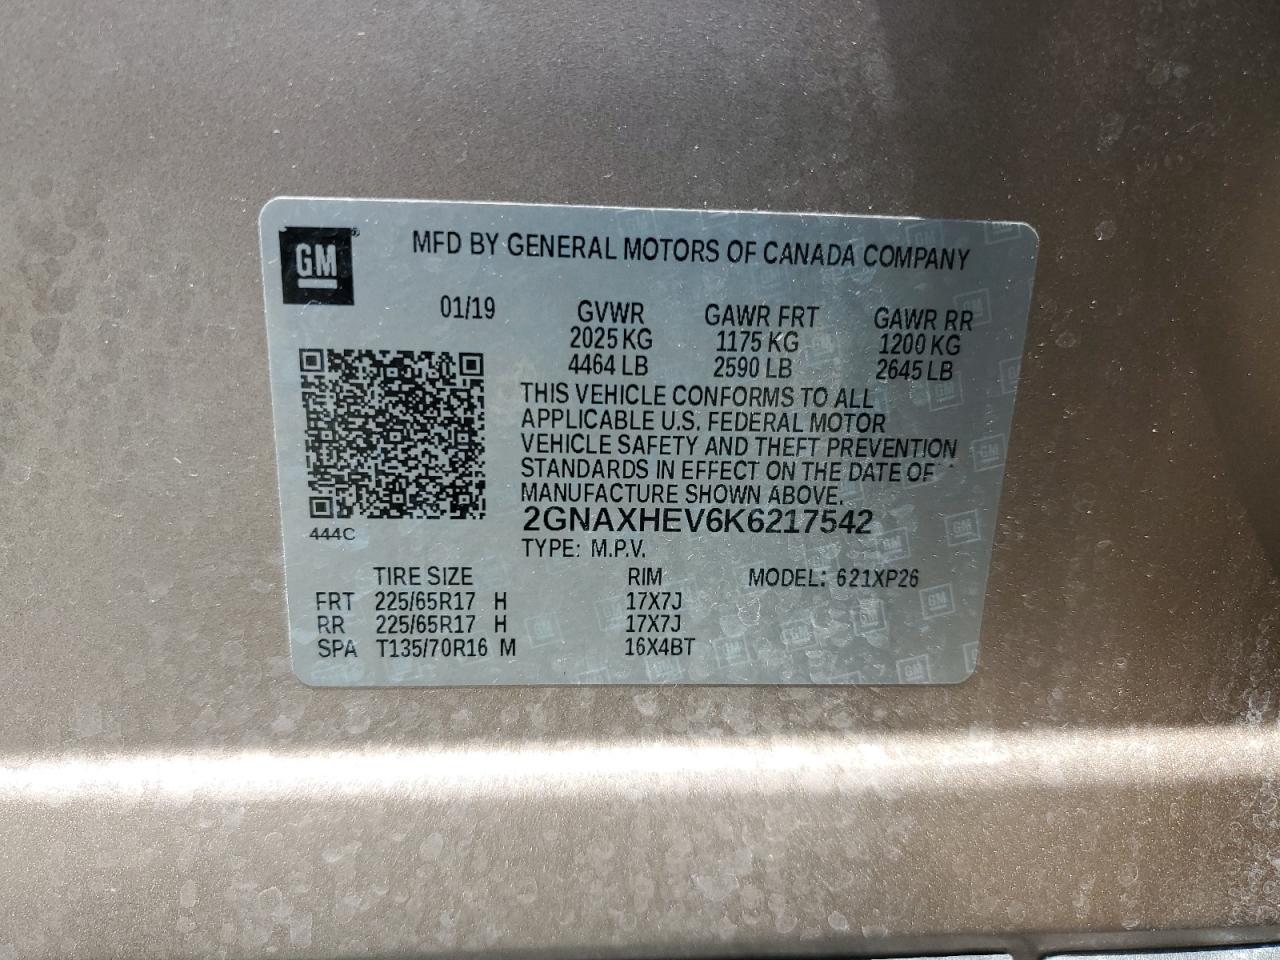 GM
MFD BY GENERAL MOTORS OF CANADA COMPANY
01/19 GVWR GAWR FRT GAWR RR
2025 KG 1175 KG 1200 KG
4464 LB 2590 LB 2645 LB
THIS VEHICLE CONFORMS TO ALL
APPLICABLE U.S. FEDERAL MOTOR
VEHICLE SAFETY AND THEFT PREVENTION
STANDARDS IN EFFECT ON THE DATE OF
MANUFACTURE SHOWN ABOVE.
2GNAXHEV6K6217542
444C
TYPE: M.P.V.
TIRE SIZE RIM MODEL: 621XP26
FRT 225/65R17 H 17X7J
RR 225/65R17 H 17X7J
SPA T135/70R16 M 16X4BT